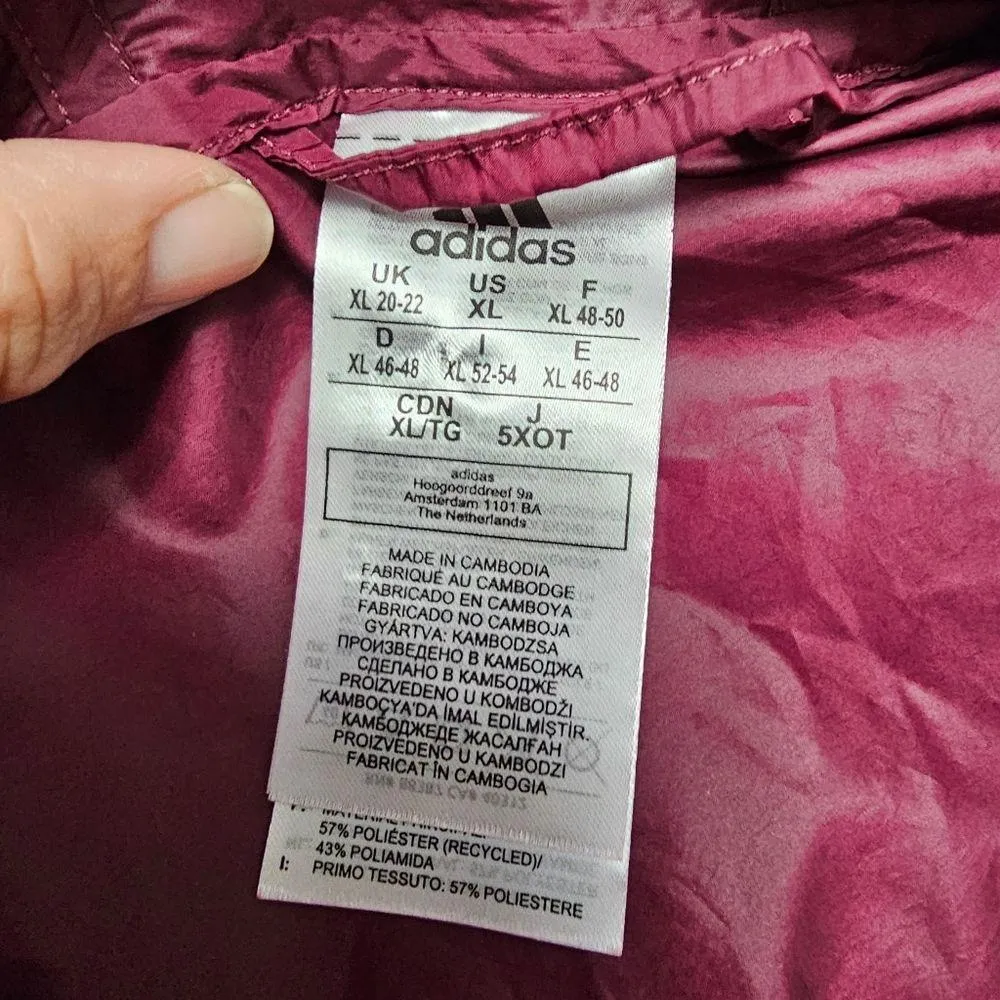 adidas
UK US F
XL 20-22 XL XL 48-50
D I E
XL 46-48 XL 52-54 XL 46-48
CDN J
XL/TG 5XOT
adidas
Hoogoorddreef 9a
Amsterdam 1101 BA
The Netherlands
MADE IN CAMBODIA
FABRIQUÉ AU CAMBODGE
FABRICADO EN CAMBOYA
FABRICADO NO CAMBOJA
GYÁRTVA: KAMBODZSA
ПРОИЗВЕДЕНО В КАМБОДЖА
СДЕЛАНО В КАМБОДЖЕ
PROIZVEDENO U KOMBODŽI
KAMBOÇYA'DA İMAL EDİLMİŞTİR.
КАМБОДЖЕДЕ ЖАСАЛҒАН
PROIZVEDENO U KAMBODZI
FABRICAT ÎN CAMBOGIA
57% POLIÉSTER (RECYCLED)/
43% POLIAMIDA
I: PRIMO TESSUTO: 57% POLIESTERE